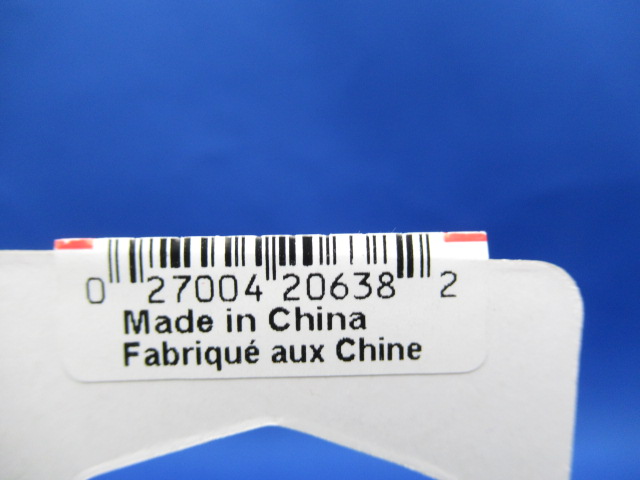 0 27004 20638 2
Made in China
Fabriqué aux Chine